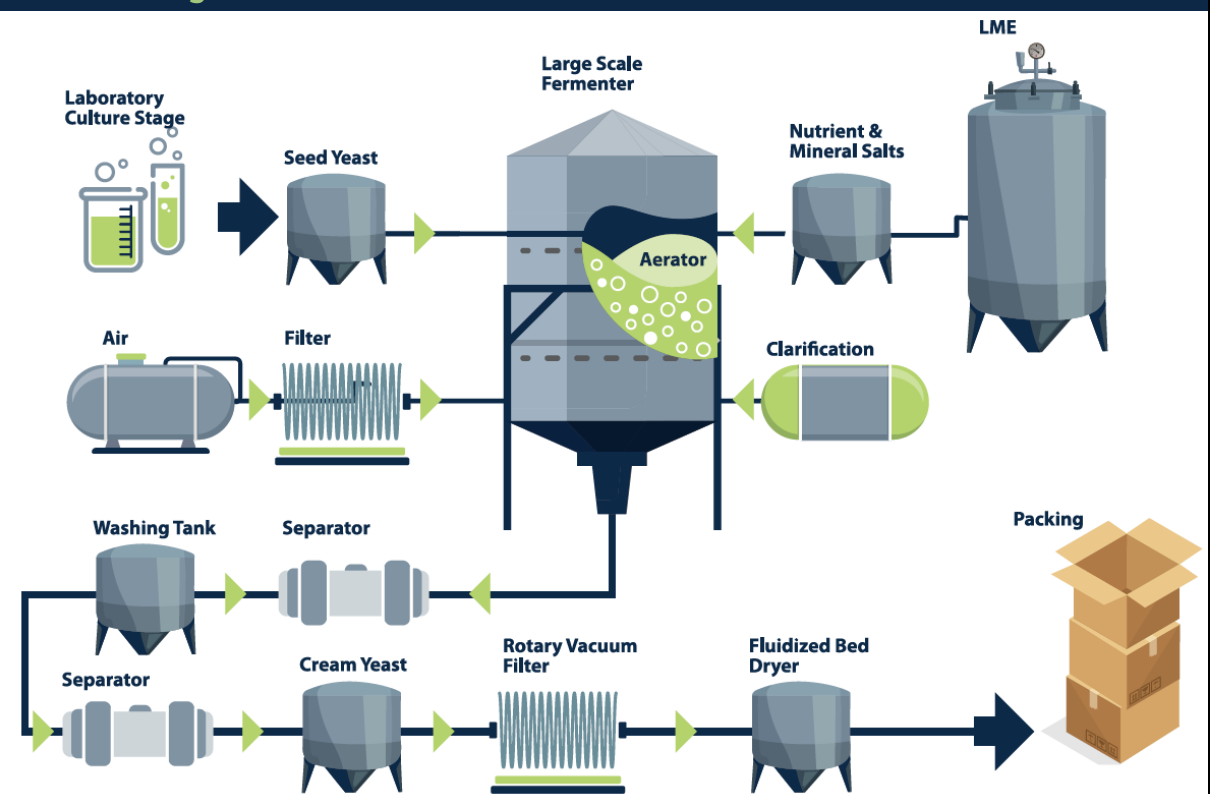 LME
Large Scale
Fermenter
Laboratory
Culture Stage
Nutrient &
Mineral Salts
Seed Yeast
Aerator
Air
Filter
Clarification
Packing
Washing Tank
Separator
Rotary Vacuum
Filter
Fluidized Bed
Dryer
Cream Yeast
Separator